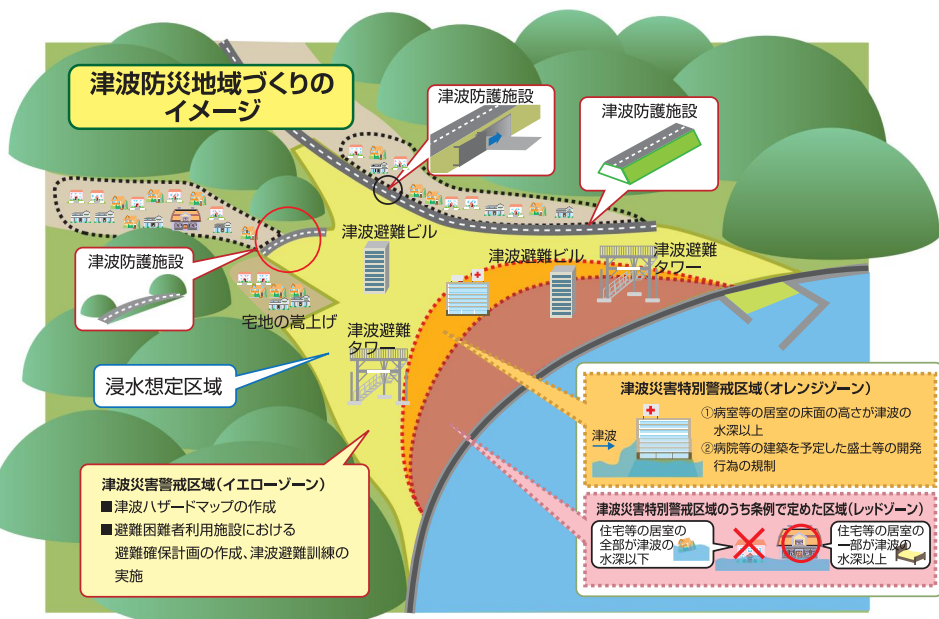 津波防災地域づくりの
イメージ
津波防護施設
津波防護施設
津波避難ビル
津波避難ビル
津波避難
タワー
津波防護施設
宅地の嵩上げ
津波避難
タワー
浸水想定区域
津波災害警戒区域(イエローゾーン)
■津波ハザードマップの作成
■避難困難者利用施設における
避難確保計画の作成、津波避難訓練の
実施
津波災害特別警戒区域(オレンジゾーン)
津波
①病室等の居室の床面の高さが津波の
水深以上
②病院等の建築を予定した盛土等の開発
行為の規制
津波災害特別警戒区域のうち条例で定めた区域(レッドゾーン)
住宅等の居室の
全部が津波の
水深以下
住宅等の居室の
一部が津波の
水深以上